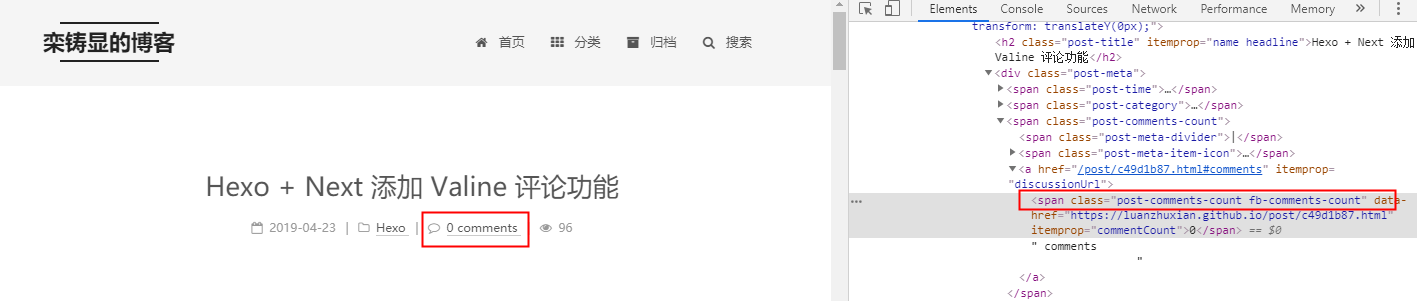 栾铸显的博客
首页 分类 归档 搜索
Hexo + Next 添加 Valine 评论功能
2019-04-23 | Hexo | 0 comments 96
Elements Console Sources Network Performance Memory »
transform: translateY(0px);">
<h2 class="post-title" itemprop="name headline">Hexo + Next 添加
Valine 评论功能</h2>
▼<div class="post-meta">
▶<span class="post-time">…</span>
▶<span class="post-category">…</span>
▼<span class="post-comments-count">
<span class="post-meta-divider">|</span>
▶<span class="post-meta-item-icon">…</span>
▼<a href="/post/c49d1b87.html#comments" itemprop=
"discussionUrl">
… <span class="post-comments-count fb-comments-count" data-
href="https://luanzhuxian.github.io/post/c49d1b87.html"
itemprop="commentCount">0</span> == $0
" comments
"
</a>
</span>